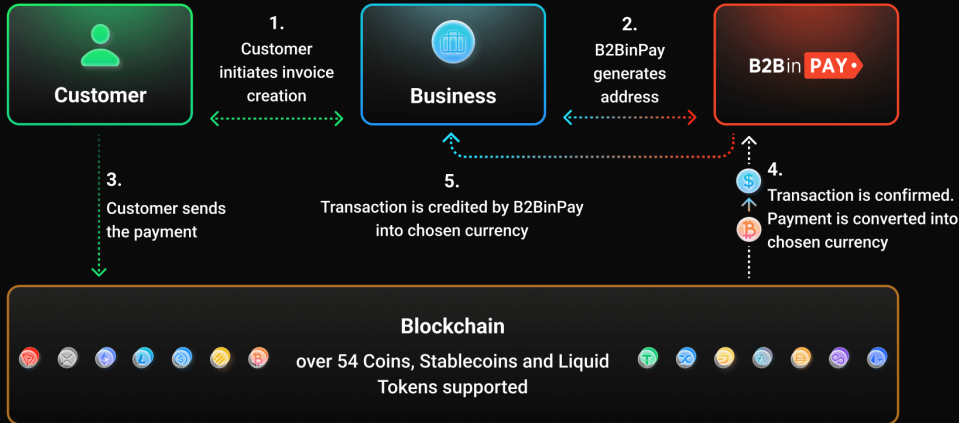 Customer
1.
Customer
initiates invoice
creation
Business
2.
B2BinPay
generates
address
B2Bin PAY
3.
Customer sends
the payment
5.
Transaction is credited by B2BinPay
into chosen currency
4.
Transaction is confirmed.
Payment is converted into
chosen currency
Blockchain
over 54 Coins, Stablecoins and Liquid
Tokens supported